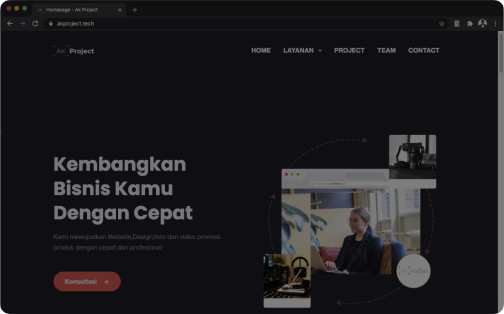 Homepage - Ak Project
akproject.tech
AK Project
HOME
LAYANAN
PROJECT
TEAM
CONTACT
Kembangkan
Bisnis Kamu
Dengan Cepat
Kami mewujudkan Website,Design,foto dan video promosi
produk dengan cepat dan profesional
Konsultasi